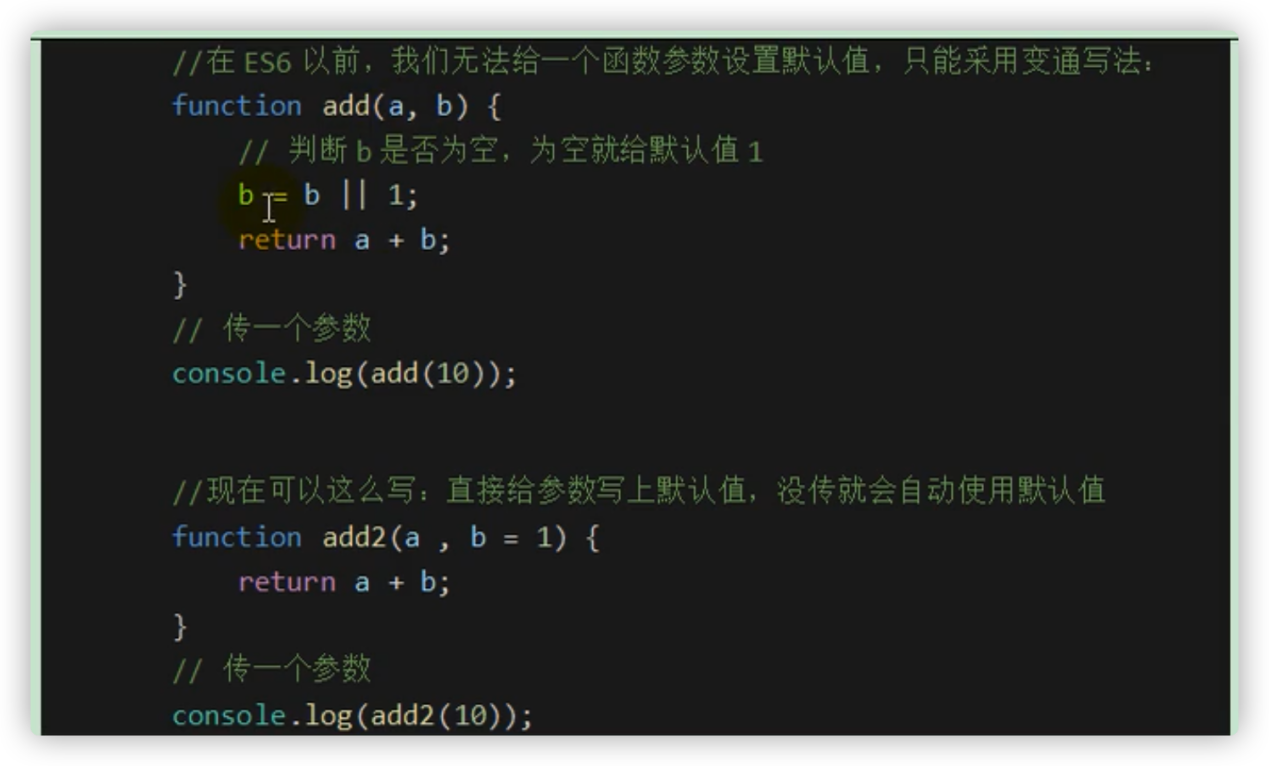 //在 ES6 以前，我们无法给一个函数参数设置默认值，只能采用变通写法：
function add(a, b) {
// 判断 b 是否为空，为空就给默认值 1
b = b || 1;
return a + b;
}
// 传一个参数
console.log(add(10));
//现在可以这么写：直接给参数写上默认值，没传就会自动使用默认值
function add2(a , b = 1) {
return a + b;
}
// 传一个参数
console.log(add2(10));